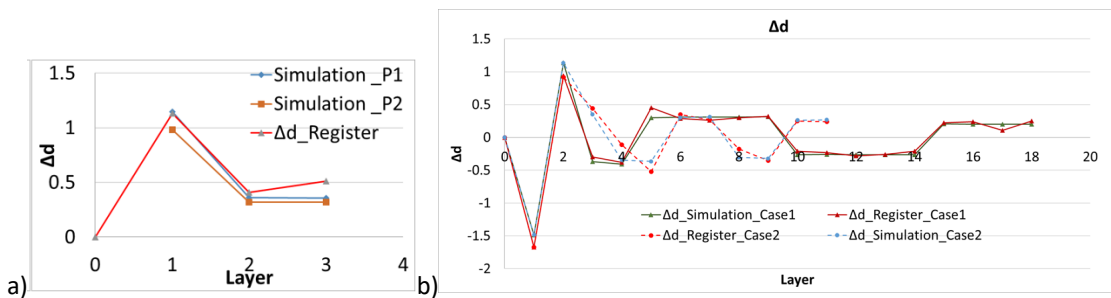 1.5
1
0.5
0
Δd
Simulation _P1
Simulation _P2
Δd_Register
0 1 2 3 4
Layer
a)
Δd
1.5
1
0.5
0
-0.5
-1
-1.5
-2
Δd
0 2 4 6 8 10 12 14 16 18 20
Δd_Simulation_Case1 Δd_Register_Case1
Δd_Register_Case2 Δd_Simulation_Case2
Layer
b)